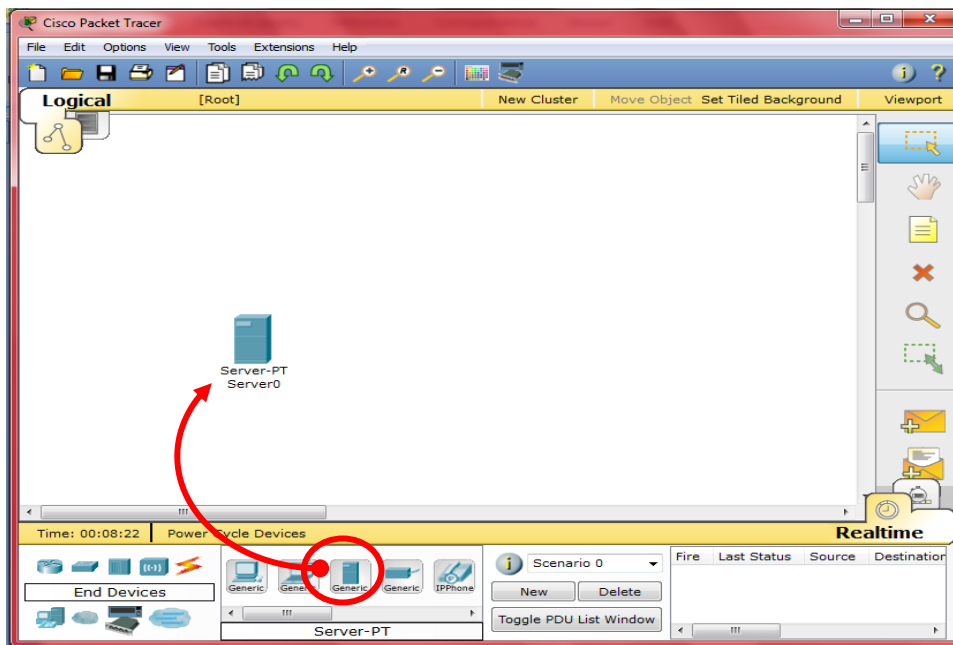 Cisco Packet Tracer
File Edit Options View Tools Extensions Help
Logical [Root] New Cluster Move Object Set Tiled Background Viewport
Server-PT
Server0
Time: 00:08:22 Power Cycle Devices Realtime
End Devices
Generic Generic Generic Generic IPPhone
Server-PT
Scenario 0
New Delete
Toggle PDU List Window
Fire Last Status Source Destination